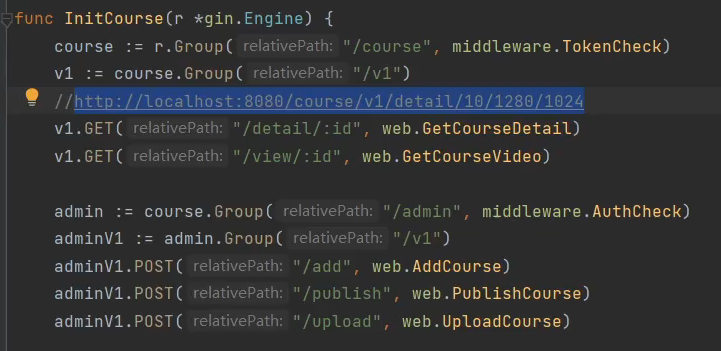 func InitCourse(r *gin.Engine) {
course := r.Group( relativePath: "/course", middleware.TokenCheck)
v1 := course.Group( relativePath: "/v1")
//http://localhost:8080/course/v1/detail/10/1280/1024
v1.GET( relativePath: "/detail/:id", web.GetCourseDetail)
v1.GET( relativePath: "/view/:id", web.GetCourseVideo)
admin := course.Group( relativePath: "/admin", middleware.AuthCheck)
adminV1 := admin.Group( relativePath: "/v1")
adminV1.POST( relativePath: "/add", web.AddCourse)
adminV1.POST( relativePath: "/publish", web.PublishCourse)
adminV1.POST( relativePath: "/upload", web.UploadCourse)